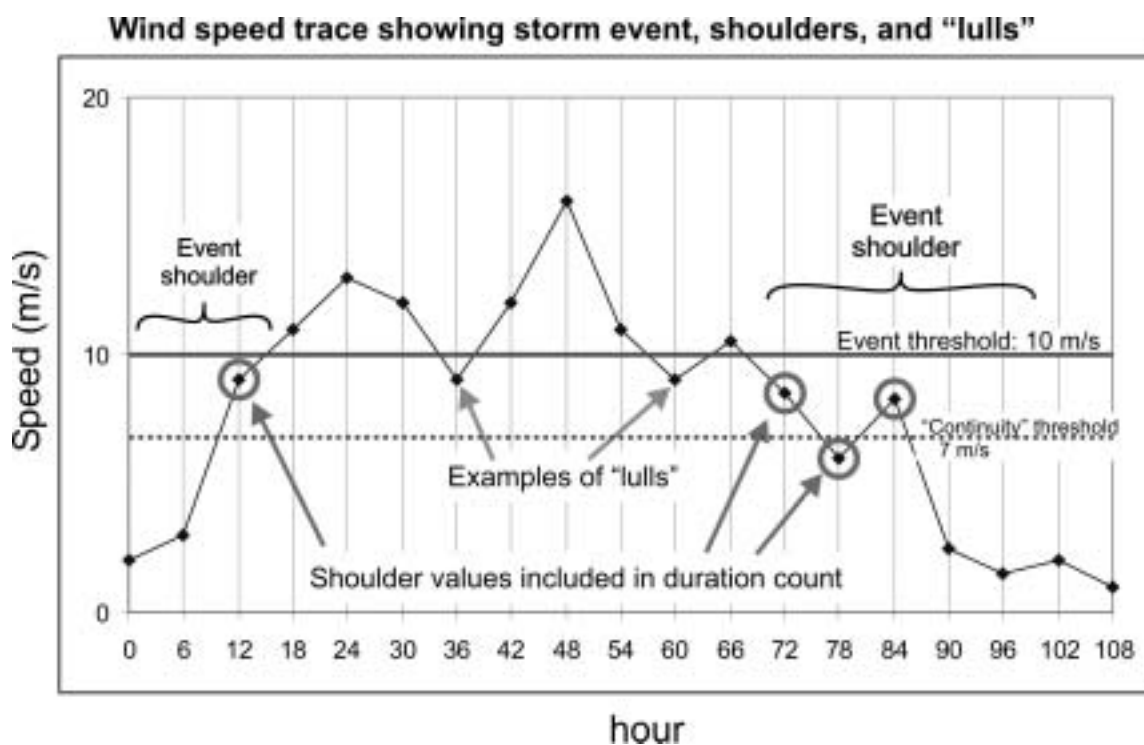 Wind speed trace showing storm event, shoulders, and “lulls”
20
Event
shoulder
Event
shoulder
Speed (m/s)
Event threshold: 10 m/s
10
“Continuity” threshold
7 m/s
Examples of “lulls”
Shoulder values included in duration count
0
0 6 12 18 24 30 36 42 48 54 60 66 72 78 84 90 96 102 108
hour